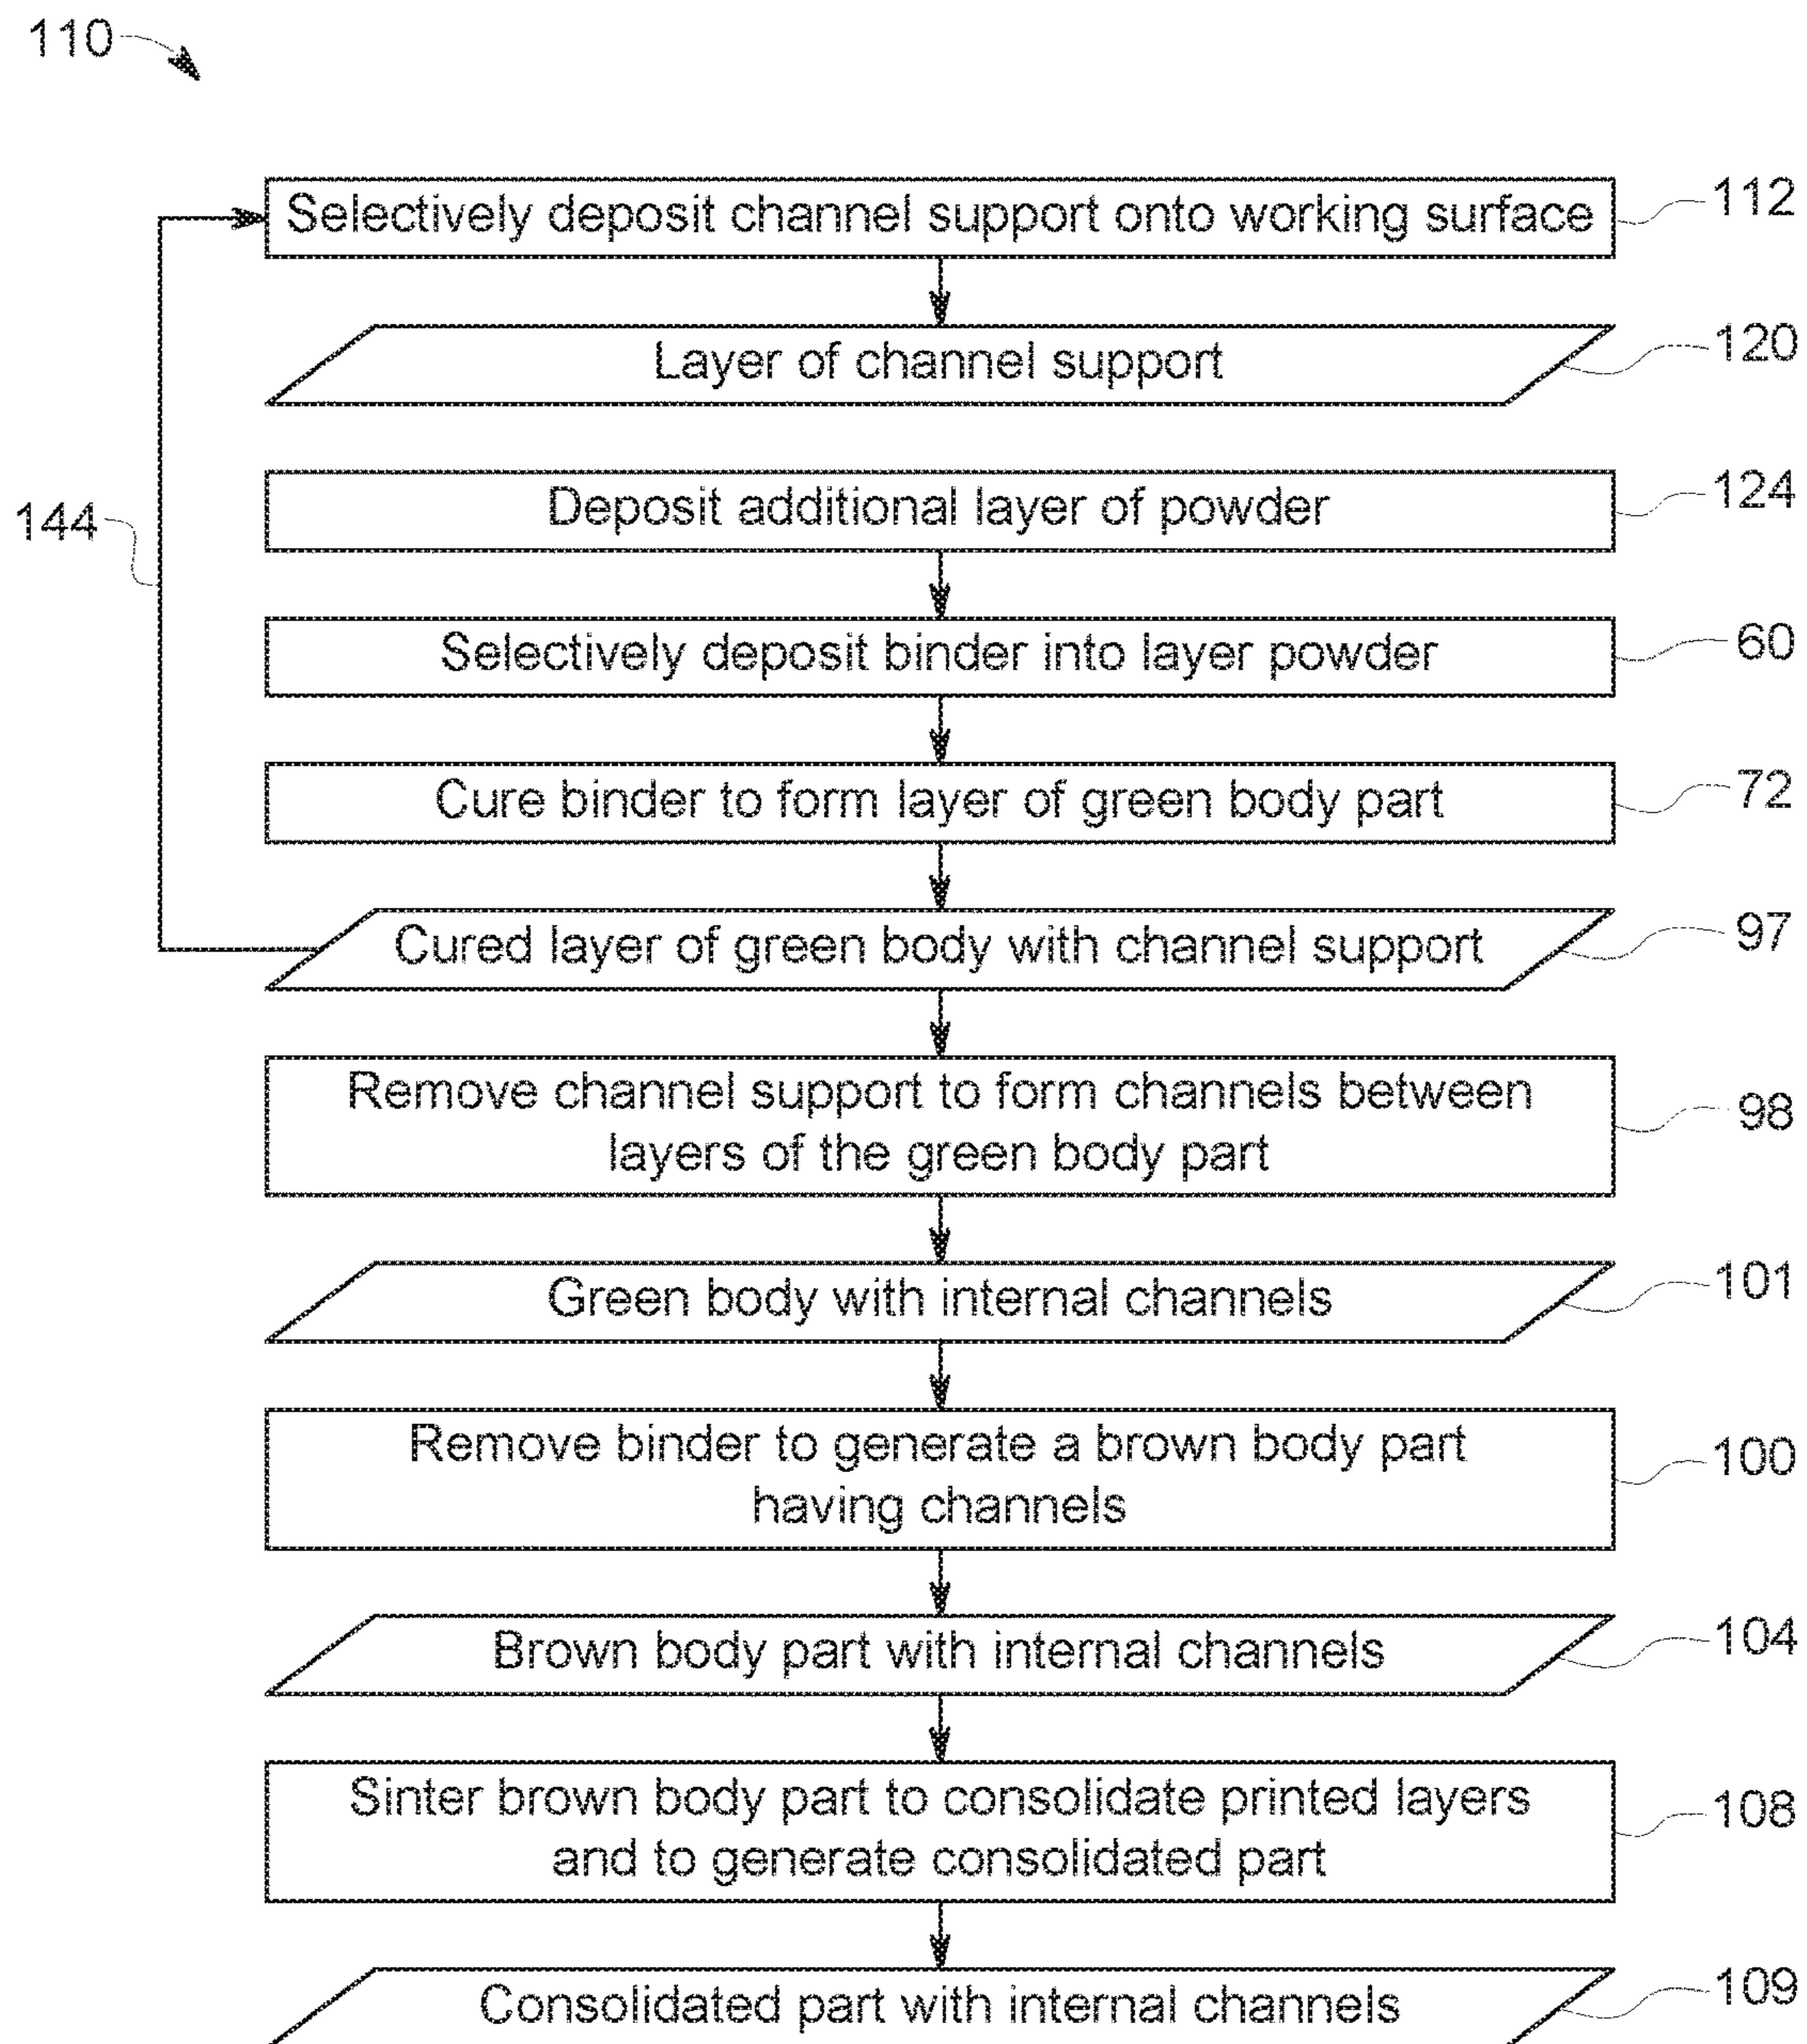 110
Selectively deposit channel support onto working surface
112
Layer of channel support
120
Deposit additional layer of powder
124
144
Selectively deposit binder into layer powder
60
Cure binder to form layer of green body part
72
Cured layer of green body with channel support
97
Remove channel support to form channels between
layers of the green body part
98
Green body with internal channels
101
Remove binder to generate a brown body part
having channels
100
Brown body part with internal channels
104
Sinter brown body part to consolidate printed layers
and to generate consolidated part
108
Consolidated part with internal channels
109